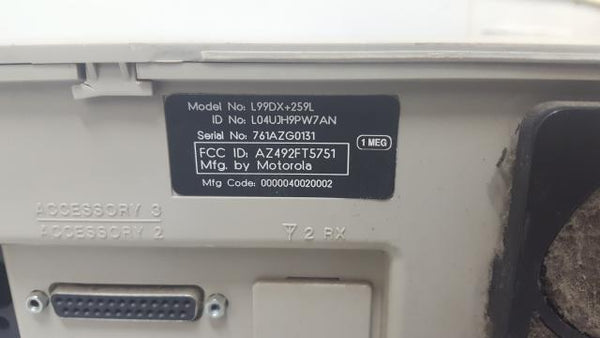 Model No: L99DX+259L
ID No: L04UJH9PW7AN
Serial No: 761AZG0131
1 MEG
FCC ID: AZ492FT5751
Mfg. by Motorola
Mfg Code: 0000040020002
ACCESSORY 3
ACCESSORY 2
2 RX